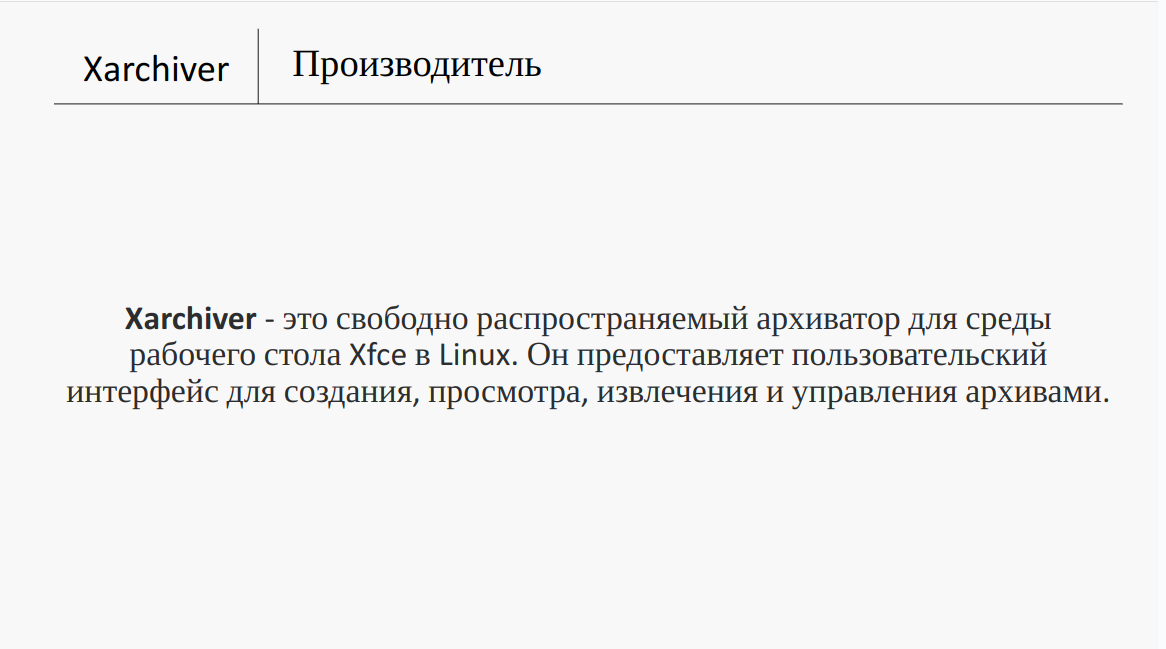 Xarchiver
Производитель
Xarchiver - это свободно распространяемый архиватор для среды
рабочего стола Xfce в Linux. Он предоставляет пользовательский
интерфейс для создания, просмотра, извлечения и управления архивами.